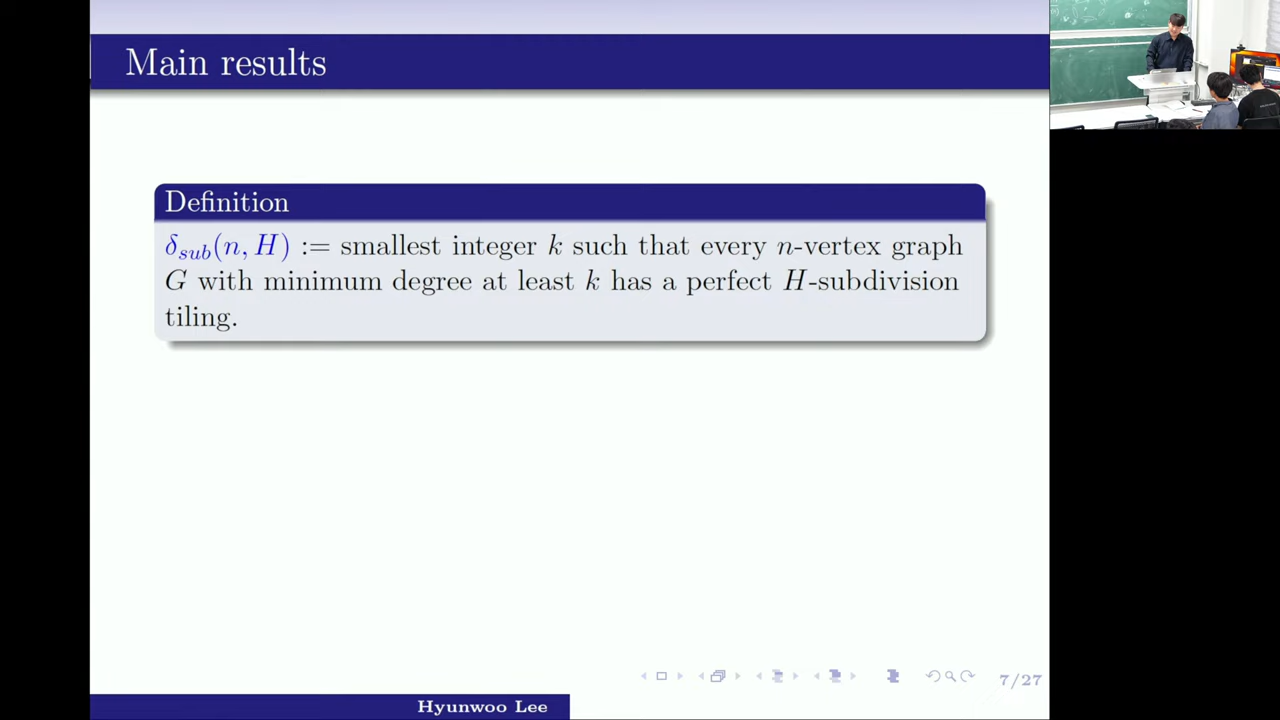 Main results
Definition
δ_sub(n, H) := smallest integer k such that every n-vertex graph
G with minimum degree at least k has a perfect H-subdivision
tiling.
7/27
Hyunwoo Lee